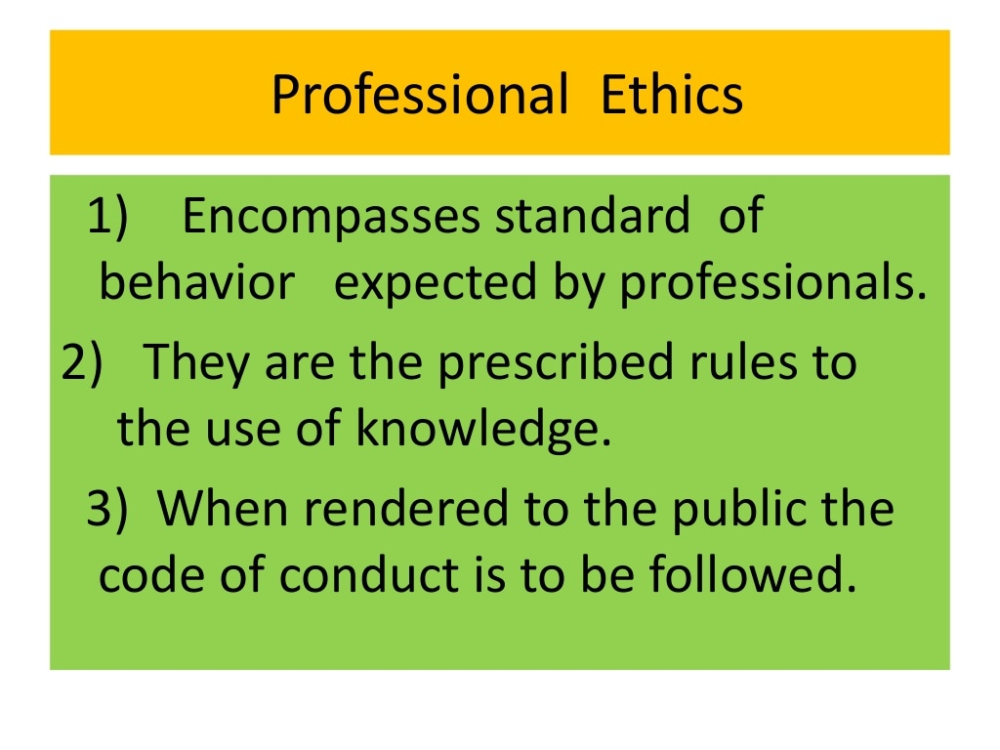 Professional Ethics
1) Encompasses standard of
behavior expected by professionals.
2) They are the prescribed rules to
the use of knowledge.
3) When rendered to the public the
code of conduct is to be followed.